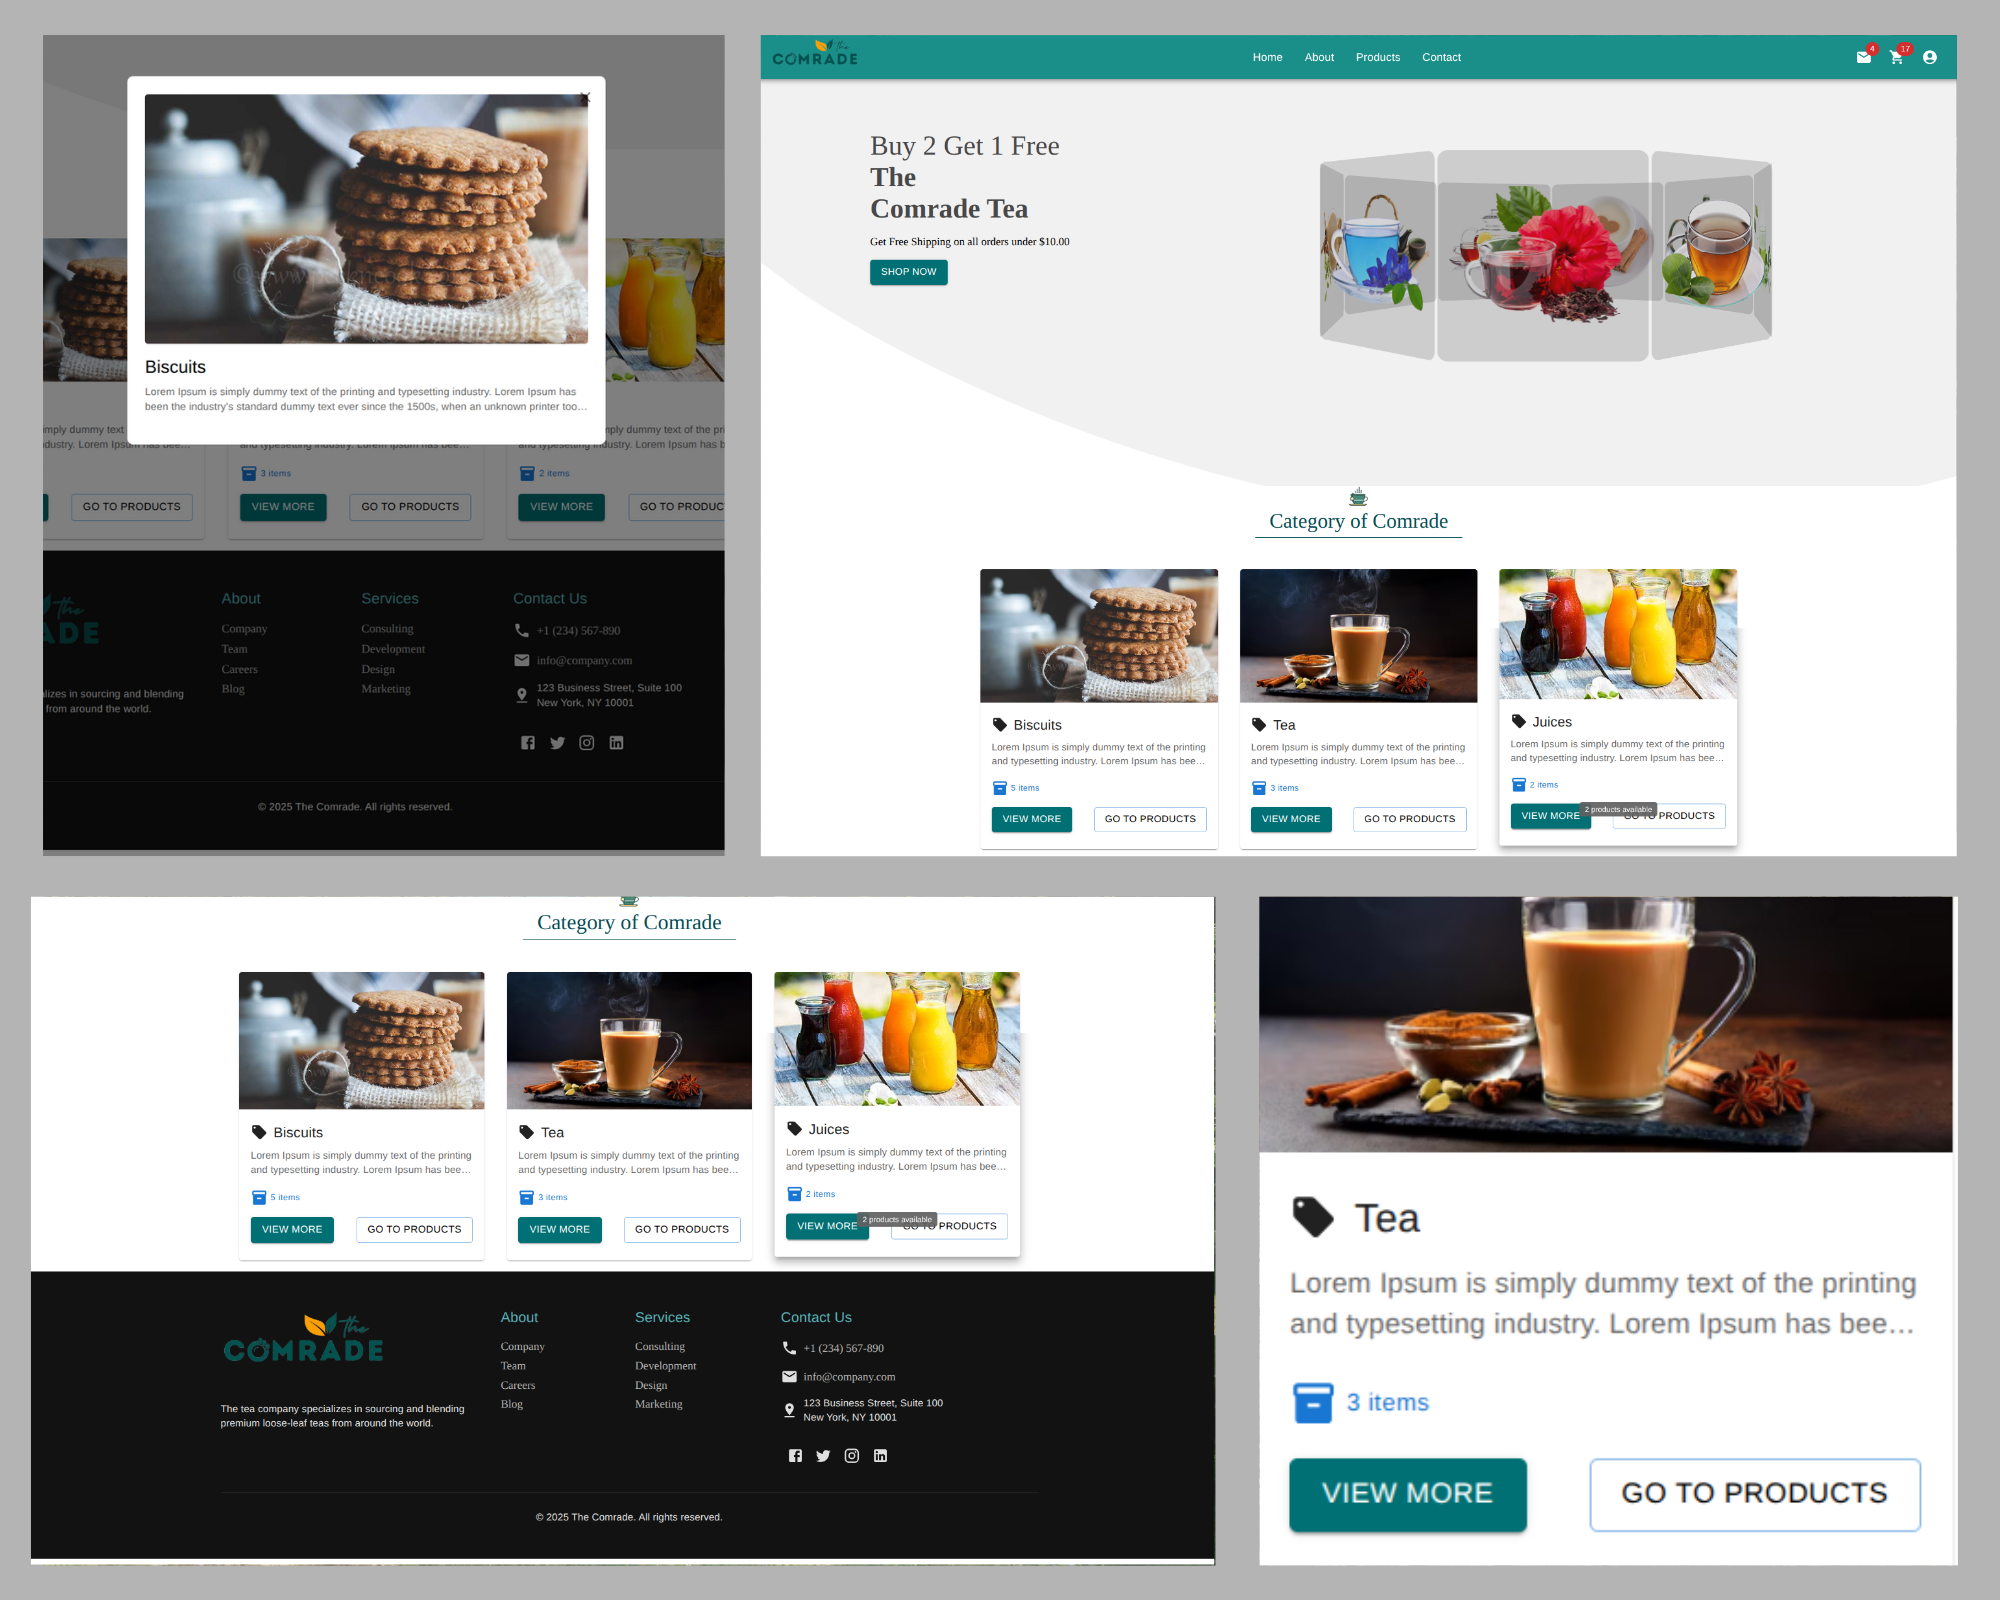 Biscuits
Lorem Ipsum is simply dummy text of the printing and typesetting industry. Lorem Ipsum has
been the industry's standard dummy text ever since the 1500s, when an unknown printer too...
imply dummy text
dustry. Lorem Ipsum has bee...
and typesetting industry. Lorem Ipsum has bee...
mply dummy text of the pr
and typesetting industry. Lorem Ipsum has b
3 items
2 items
GO TO PRODUCTS
VIEW MORE
GO TO PRODUCTS
VIEW MORE
GO TO PRODUC
the
ADE
alizes in sourcing and blending
from around the world.
About
Company
Team
Careers
Blog
Services
Consulting
Development
Design
Marketing
Contact Us
+1 (234) 567-890
info@company.com
123 Business Street, Suite 100
New York, NY 10001
© 2025 The Comrade. All rights reserved.
the
COMRADE
Home
About
Products
Contact
4
17
Buy 2 Get 1 Free
The
Comrade Tea
Get Free Shipping on all orders under $10.00
SHOP NOW
Category of Comrade
Biscuits
Lorem Ipsum is simply dummy text of the printing
and typesetting industry. Lorem Ipsum has bee...
5 items
VIEW MORE
GO TO PRODUCTS
Tea
Lorem Ipsum is simply dummy text of the printing
and typesetting industry. Lorem Ipsum has bee...
3 items
VIEW MORE
GO TO PRODUCTS
Juices
Lorem Ipsum is simply dummy text of the printing
and typesetting industry. Lorem Ipsum has bee...
2 items
2 products available
VIEW MORE
GO TO PRODUCTS
Category of Comrade
Biscuits
Lorem Ipsum is simply dummy text of the printing
and typesetting industry. Lorem Ipsum has bee...
5 items
VIEW MORE
GO TO PRODUCTS
Tea
Lorem Ipsum is simply dummy text of the printing
and typesetting industry. Lorem Ipsum has bee...
3 items
VIEW MORE
GO TO PRODUCTS
Juices
Lorem Ipsum is simply dummy text of the printing
and typesetting industry. Lorem Ipsum has bee...
2 items
2 products available
VIEW MORE
GO TO PRODUCTS
the
COMRADE
The tea company specializes in sourcing and blending
premium loose-leaf teas from around the world.
About
Company
Team
Careers
Blog
Services
Consulting
Development
Design
Marketing
Contact Us
+1 (234) 567-890
info@company.com
123 Business Street, Suite 100
New York, NY 10001
© 2025 The Comrade. All rights reserved.
Tea
Lorem Ipsum is simply dummy text of the printing
and typesetting industry. Lorem Ipsum has bee...
3 items
VIEW MORE
GO TO PRODUCTS